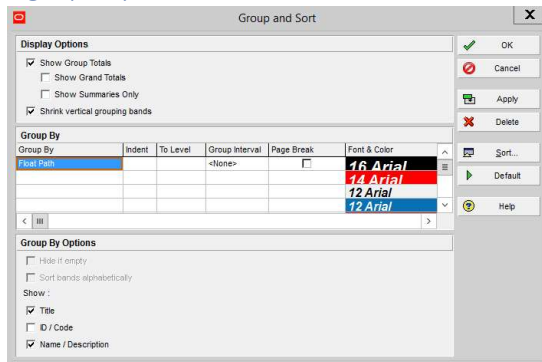 Group and Sort
X
Display Options
Show Group Totals
Show Grand Totals
Show Summaries Only
Shrink vertical grouping bands
Group By
Group By Indent To Level Group Interval Page Break Font & Color
Float Path <None> 16 Arial
14 Arial
12 Arial
12 Arial
Group By Options
Hide if empty
Sort bands alphabetically
Show :
Title
ID / Code
Name / Description
OK
Cancel
Apply
Delete
Sort...
Default
Help